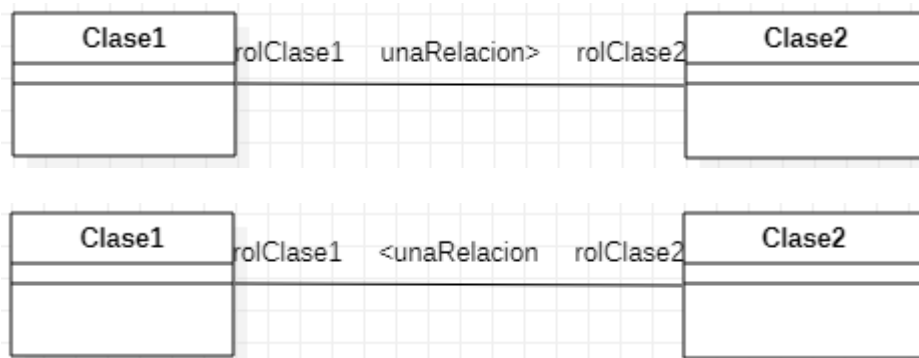 Clase1
rolClase1 unaRelacion> rolClase2
Clase2
Clase1
rolClase1 <unaRelacion rolClase2
Clase2